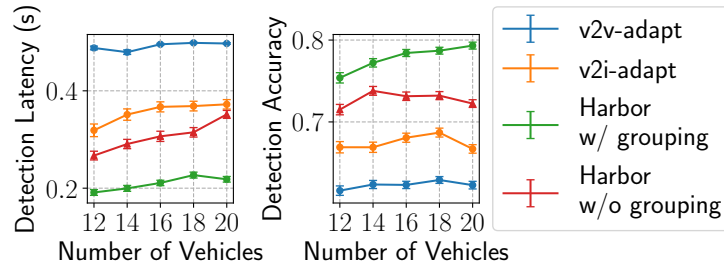 Detection Latency (s)
0.4
0.2
12 14 16 18 20
Number of Vehicles
Detection Accuracy
0.8
0.7
12 14 16 18 20
Number of Vehicles
v2v-adapt
v2i-adapt
Harbor
w/ grouping
Harbor
w/o grouping